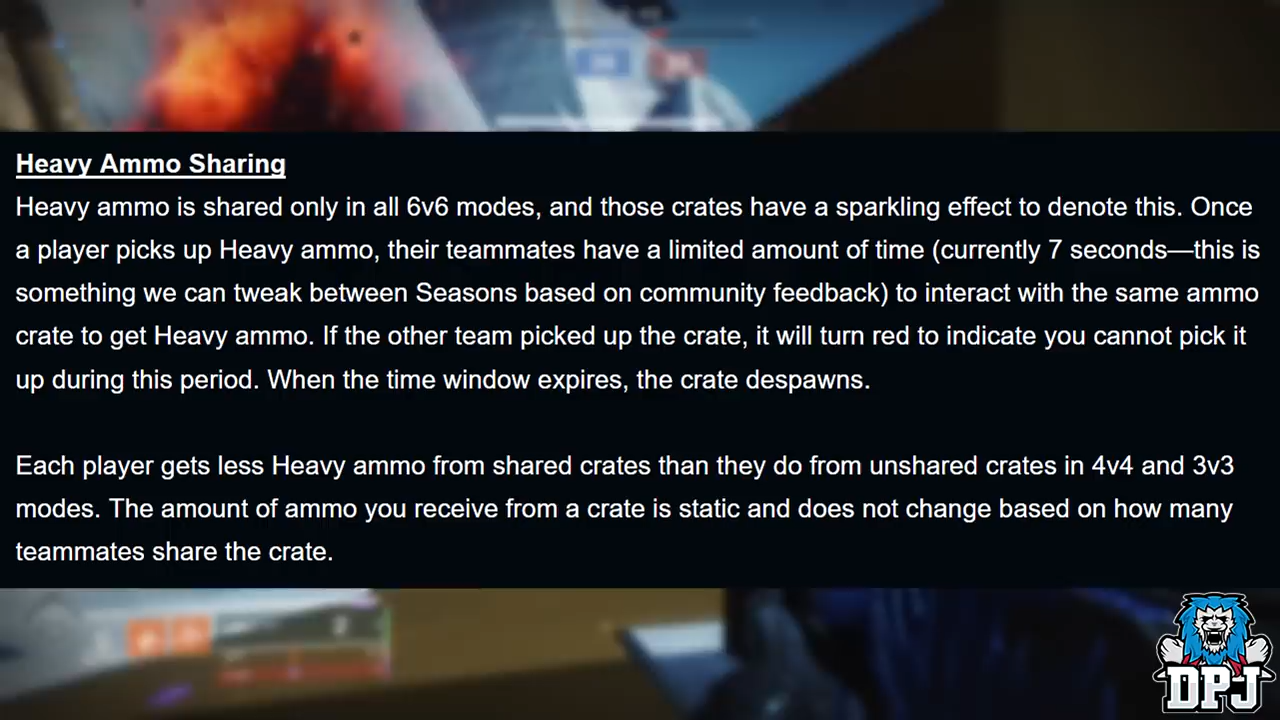 Heavy Ammo Sharing
Heavy ammo is shared only in all 6v6 modes, and those crates have a sparkling effect to denote this. Once
a player picks up Heavy ammo, their teammates have a limited amount of time (currently 7 seconds—this is
something we can tweak between Seasons based on community feedback) to interact with the same ammo
crate to get Heavy ammo. If the other team picked up the crate, it will turn red to indicate you cannot pick it
up during this period. When the time window expires, the crate despawns.
Each player gets less Heavy ammo from shared crates than they do from unshared crates in 4v4 and 3v3
modes. The amount of ammo you receive from a crate is static and does not change based on how many
teammates share the crate.
DPJ